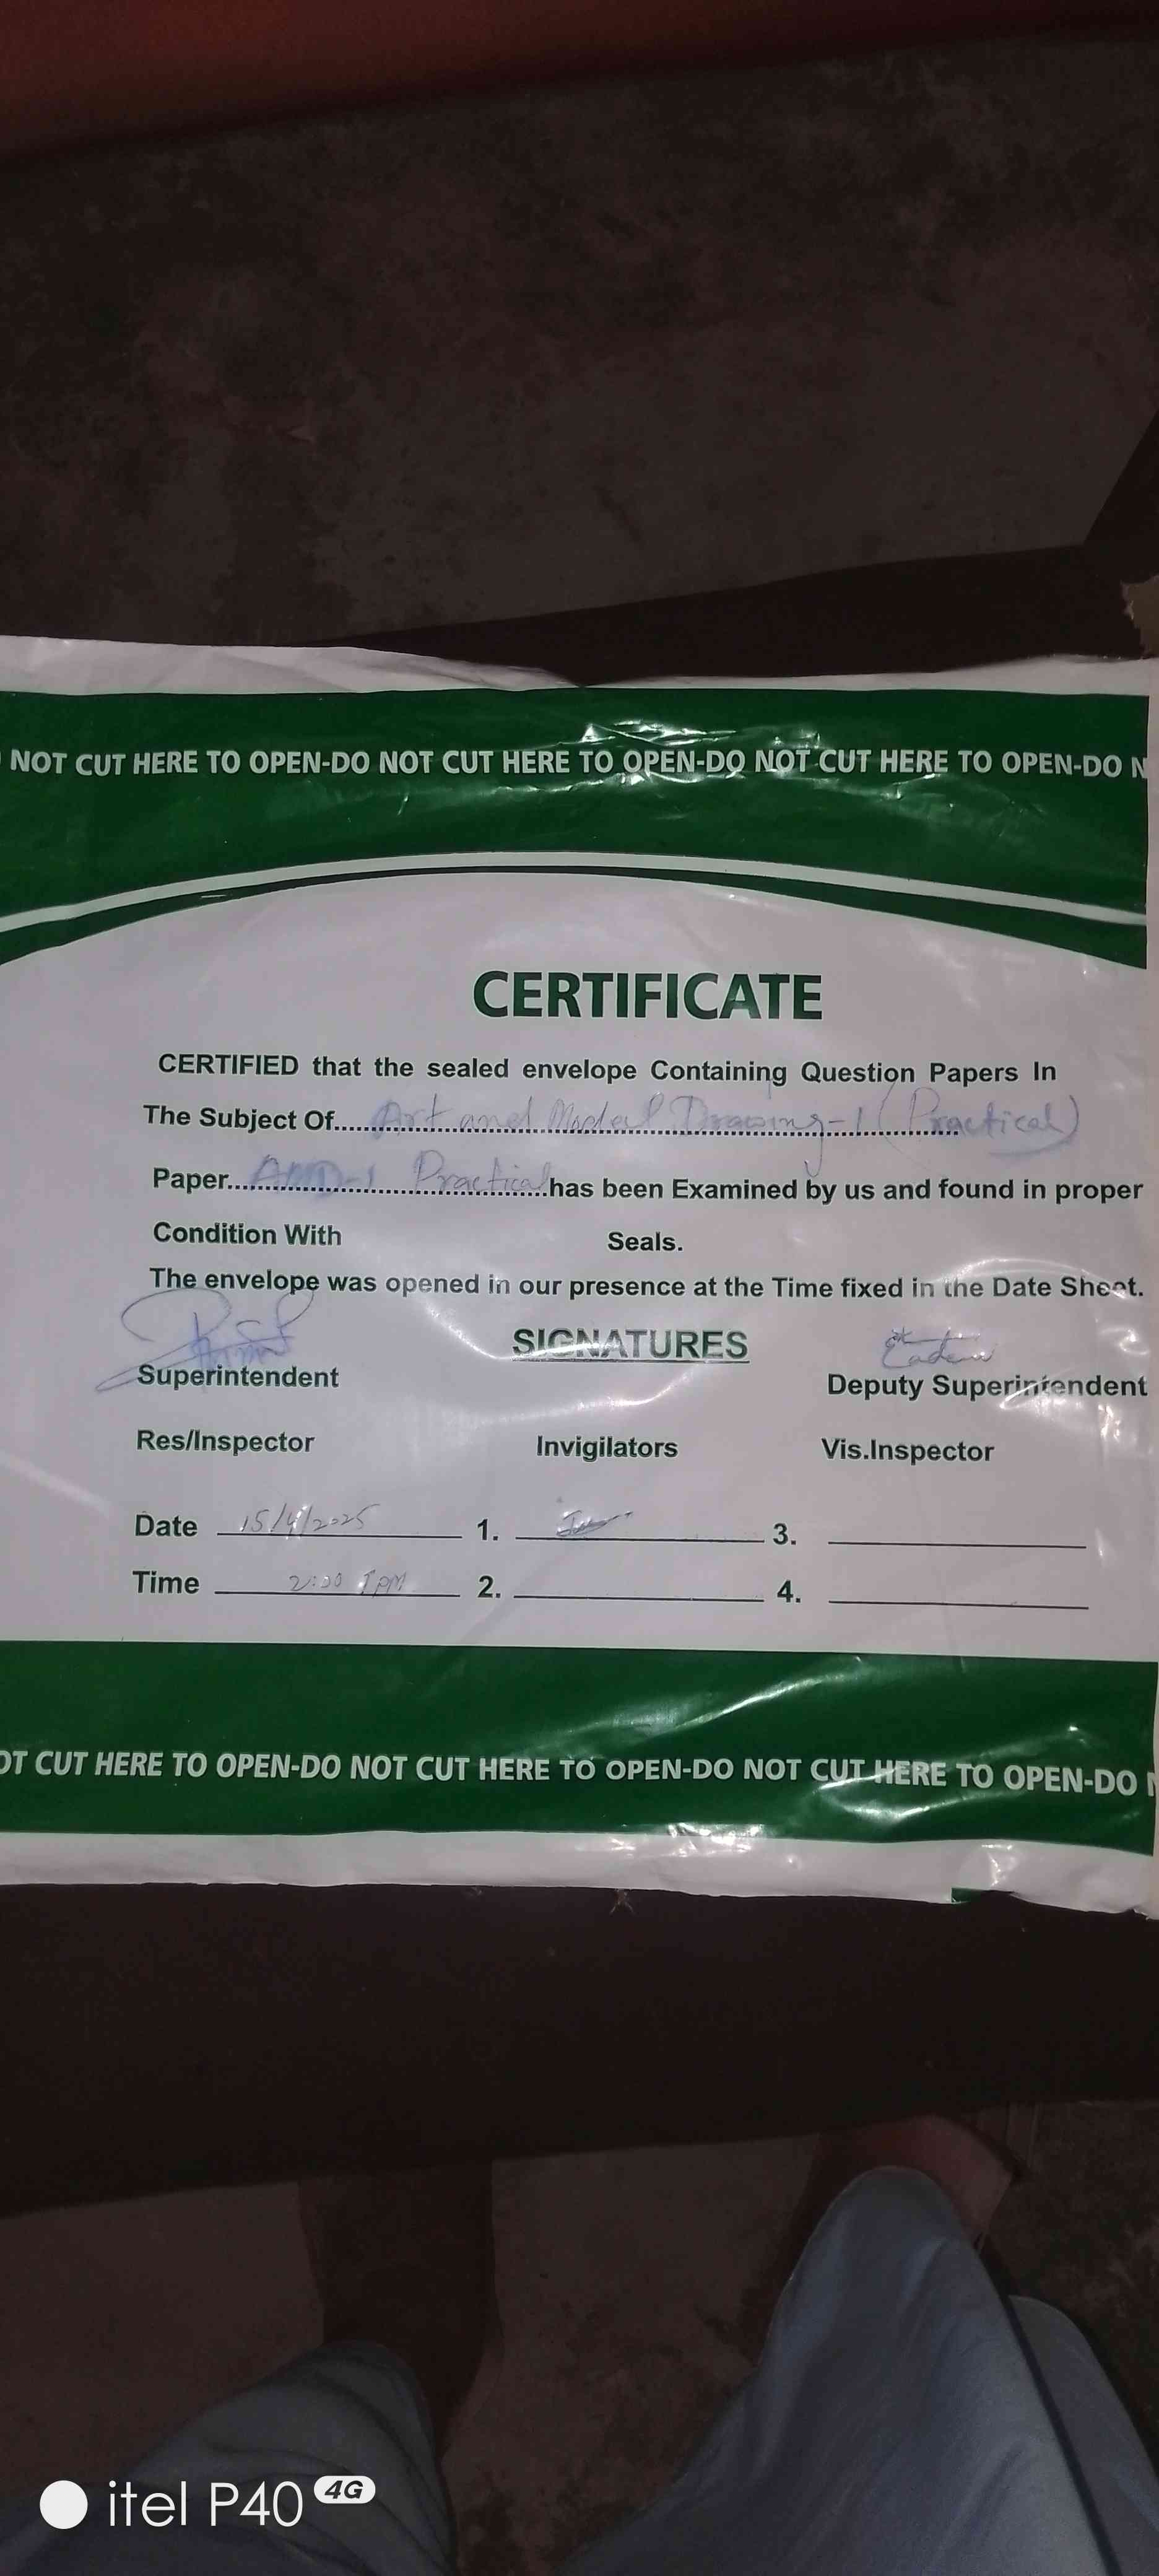 NOT CUT HERE TO OPEN-DO NOT CUT HERE TO OPEN-DO NOT CUT HERE TO OPEN-DO N
CERTIFICATE
CERTIFIED that the sealed envelope Containing Question Papers In
The Subject Of.....Art and Model Drawing-1 (Practical)
Paper.....AMD-1 Practical.....has been Examined by us and found in proper
Condition With Seals.
The envelope was opened in our presence at the Time fixed in the Date Sheet.
SIGNATURES
Superintendent Deputy Superintendent
Res/Inspector Invigilators Vis.Inspector
Date 15/4/2025 1. 3.
Time 2:00 PM 2. 4.
OT CUT HERE TO OPEN-DO NOT CUT HERE TO OPEN-DO NOT CUT HERE TO OPEN-DO N
itel P40 4G